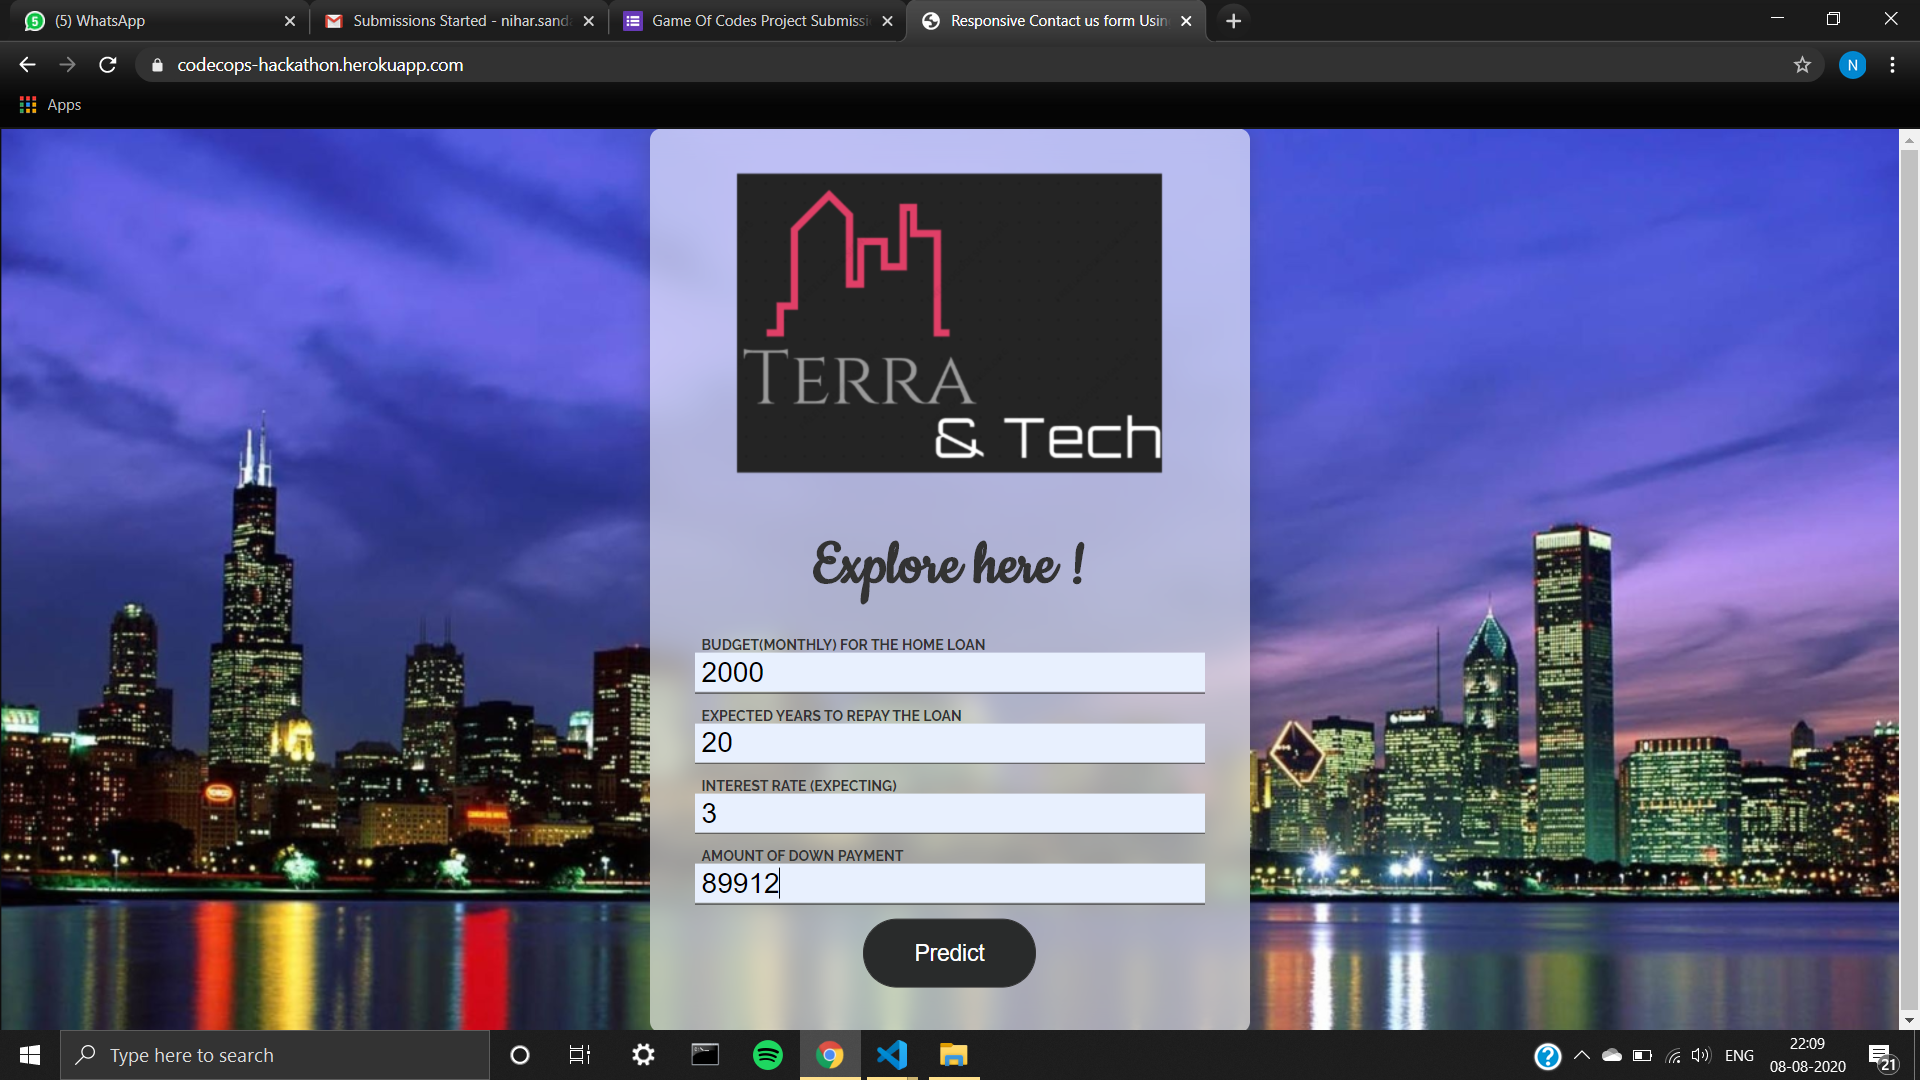 5 (5) WhatsApp
Submissions Started - nihar.sand
Game Of Codes Project Submissi
Responsive Contact us form Usin
codecops-hackathon.herokuapp.com
N
Apps
TERRA
& Tech
Explore here !
BUDGET(MONTHLY) FOR THE HOME LOAN
2000
EXPECTED YEARS TO REPAY THE LOAN
20
INTEREST RATE (EXPECTING)
3
AMOUNT OF DOWN PAYMENT
89912
Predict
Type here to search
ENG
22:09
08-08-2020
21